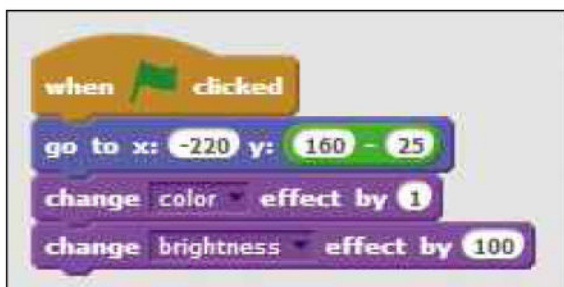 when clicked
go to x: -220 y: 160 - 25
change color effect by 1
change brightness effect by 100